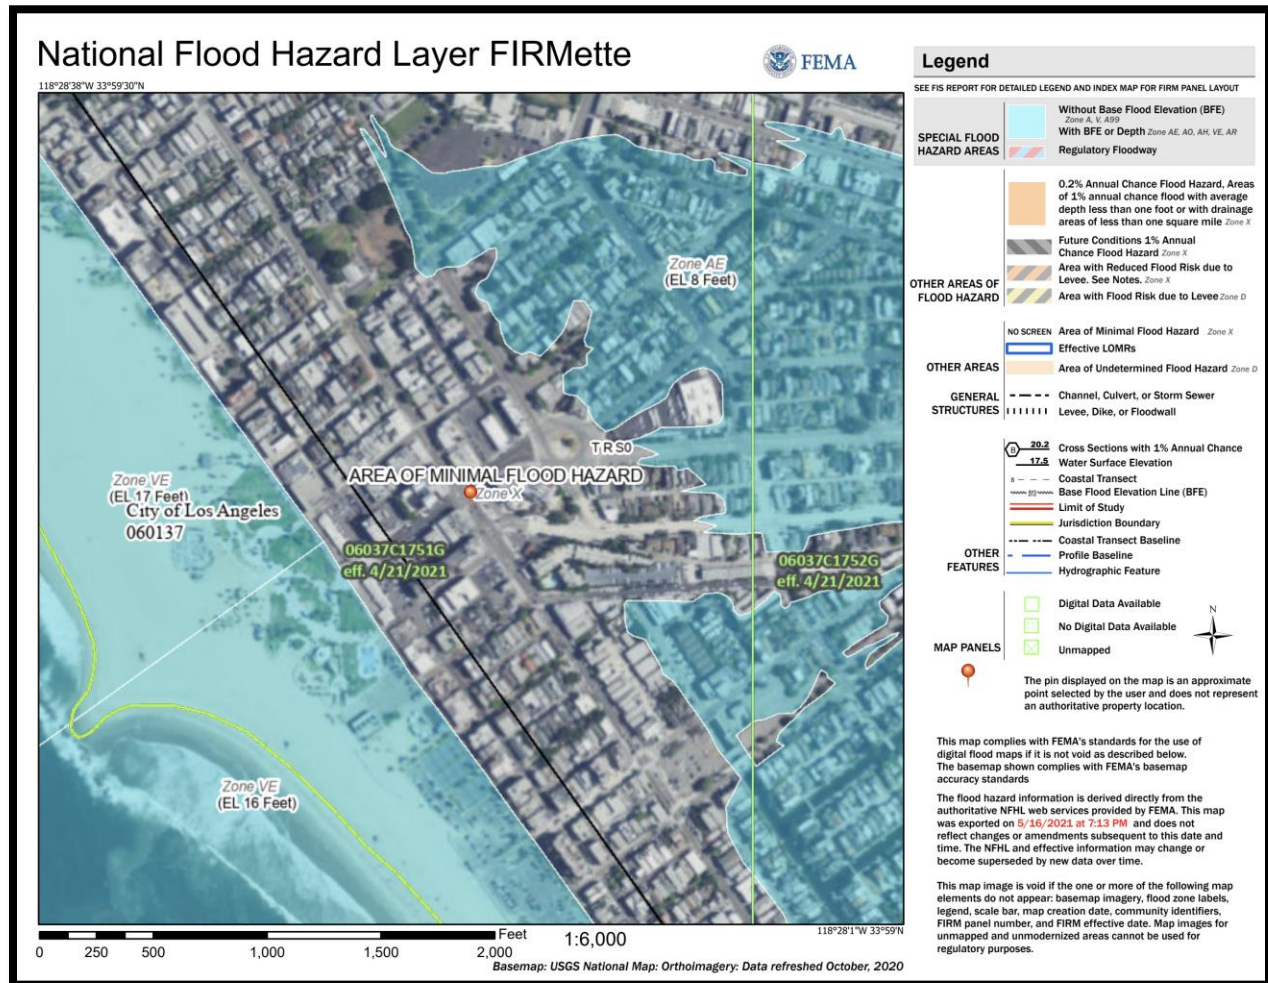 National Flood Hazard Layer FIRMette
FEMA
118°28'38"W 33°59'30"N
Zone AE
(EL 8 Feet)
T R S0
AREA OF MINIMAL FLOOD HAZARD
Zone X
Zone VE
(EL 17 Feet)
City of Los Angeles
060137
06037C1751G
eff. 4/21/2021
06037C1752G
eff. 4/21/2021
Zone VE
(EL 16 Feet)
118°28'1"W 33°59'N
Feet
0 250 500 1,000 1,500 2,000
1:6,000
Basemap: USGS National Map: Orthoimagery: Data refreshed October, 2020
Legend
SEE FIS REPORT FOR DETAILED LEGEND AND INDEX MAP FOR FIRM PANEL LAYOUT
SPECIAL FLOOD
HAZARD AREAS
Without Base Flood Elevation (BFE)
Zone A, V, A99
With BFE or Depth Zone AE, AO, AH, VE, AR
Regulatory Floodway
OTHER AREAS OF
FLOOD HAZARD
0.2% Annual Chance Flood Hazard, Areas
of 1% annual chance flood with average
depth less than one foot or with drainage
areas of less than one square mile Zone X
Future Conditions 1% Annual
Chance Flood Hazard Zone X
Area with Reduced Flood Risk due to
Levee. See Notes. Zone X
Area with Flood Risk due to Levee Zone D
OTHER AREAS
NO SCREEN Area of Minimal Flood Hazard Zone X
Effective LOMRs
Area of Undetermined Flood Hazard Zone D
GENERAL
STRUCTURES
Channel, Culvert, or Storm Sewer
Levee, Dike, or Floodwall
OTHER
FEATURES
B 20.2 Cross Sections with 1% Annual Chance
17.5 Water Surface Elevation
8 Coastal Transect
513 Base Flood Elevation Line (BFE)
Limit of Study
Jurisdiction Boundary
Coastal Transect Baseline
Profile Baseline
Hydrographic Feature
MAP PANELS
Digital Data Available
No Digital Data Available
Unmapped
N
The pin displayed on the map is an approximate
point selected by the user and does not represent
an authoritative property location.
This map complies with FEMA's standards for the use of
digital flood maps if it is not void as described below.
The basemap shown complies with FEMA's basemap
accuracy standards
The flood hazard information is derived directly from the
authoritative NFHL web services provided by FEMA. This map
was exported on 5/16/2021 at 7:13 PM and does not
reflect changes or amendments subsequent to this date and
time. The NFHL and effective information may change or
become superseded by new data over time.
This map image is void if the one or more of the following map
elements do not appear: basemap imagery, flood zone labels,
legend, scale bar, map creation date, community identifiers,
FIRM panel number, and FIRM effective date. Map images for
unmapped and unmodernized areas cannot be used for
regulatory purposes.